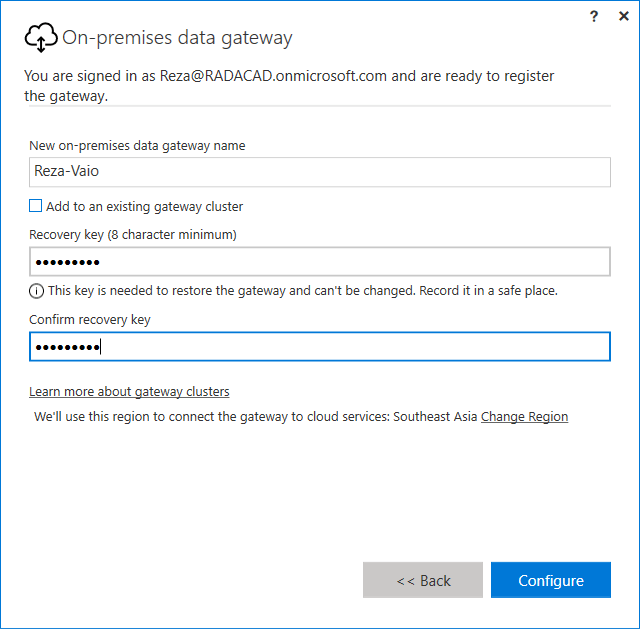 ? ×
On-premises data gateway
You are signed in as Reza@RADACAD.onmicrosoft.com and are ready to register
the gateway.
New on-premises data gateway name
Reza-Vaio
Add to an existing gateway cluster
Recovery key (8 character minimum)
●●●●●●●●●
This key is needed to restore the gateway and can't be changed. Record it in a safe place.
Confirm recovery key
●●●●●●●●●
Learn more about gateway clusters
We'll use this region to connect the gateway to cloud services: Southeast Asia Change Region
<< Back Configure